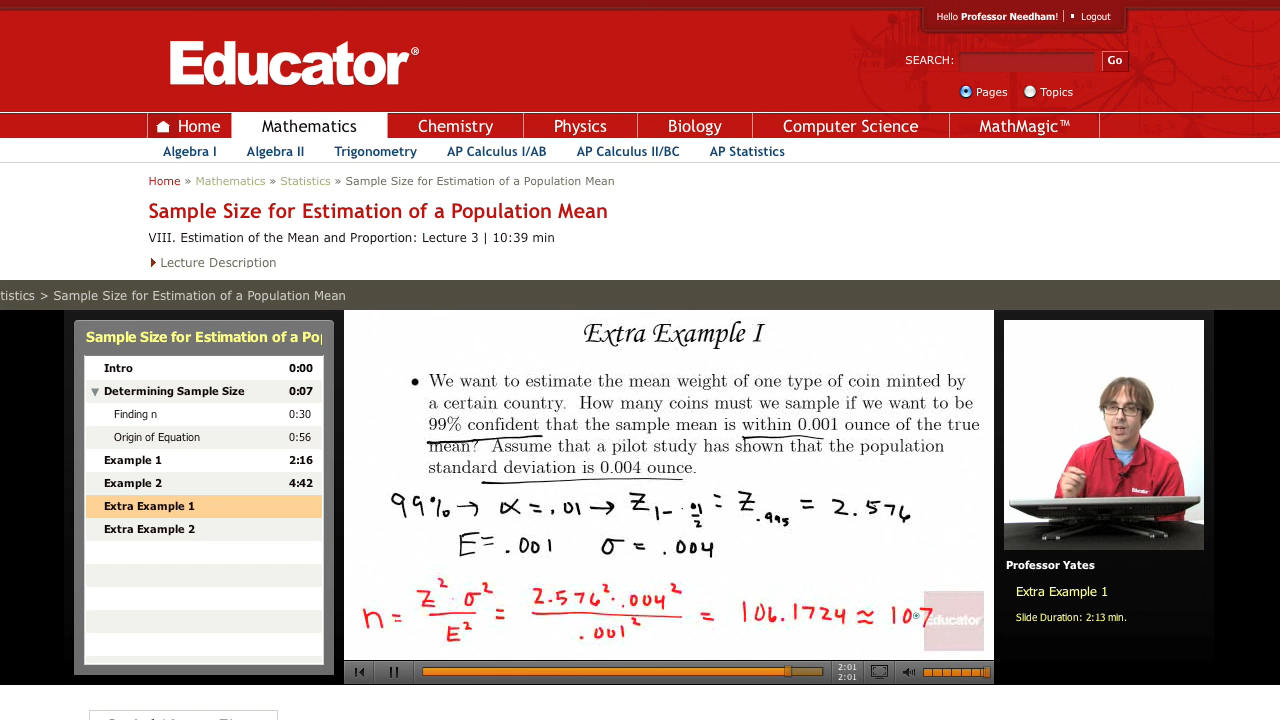 Hello Professor Needham! | Logout
Educator®
SEARCH: Go
Pages Topics
Home Mathematics Chemistry Physics Biology Computer Science MathMagic™
Algebra I Algebra II Trigonometry AP Calculus I/AB AP Calculus II/BC AP Statistics
Home » Mathematics » Statistics » Sample Size for Estimation of a Population Mean
Sample Size for Estimation of a Population Mean
VIII. Estimation of the Mean and Proportion: Lecture 3 | 10:39 min
Lecture Description
tistics > Sample Size for Estimation of a Population Mean
Sample Size for Estimation of a Po
Intro 0:00
Determining Sample Size 0:07
Finding n 0:30
Origin of Equation 0:56
Example 1 2:16
Example 2 4:42
Extra Example 1
Extra Example 2
Extra Example I
• We want to estimate the mean weight of one type of coin minted by
a certain country. How many coins must we sample if we want to be
99% confident that the sample mean is within 0.001 ounce of the true
mean? Assume that a pilot study has shown that the population
standard deviation is 0.004 ounce.
99% → α = .01 → Z₁₋.₀₁/₂ = Z.₉₉₅ = 2.576
E = .001 σ = .004
n = Z²·σ²/E² = 2.576²·.004²/.001² = 106.1724 ≈ 107
Educator
2:01
2:01
Educator
Professor Yates
Extra Example 1
Slide Duration: 2:13 min.